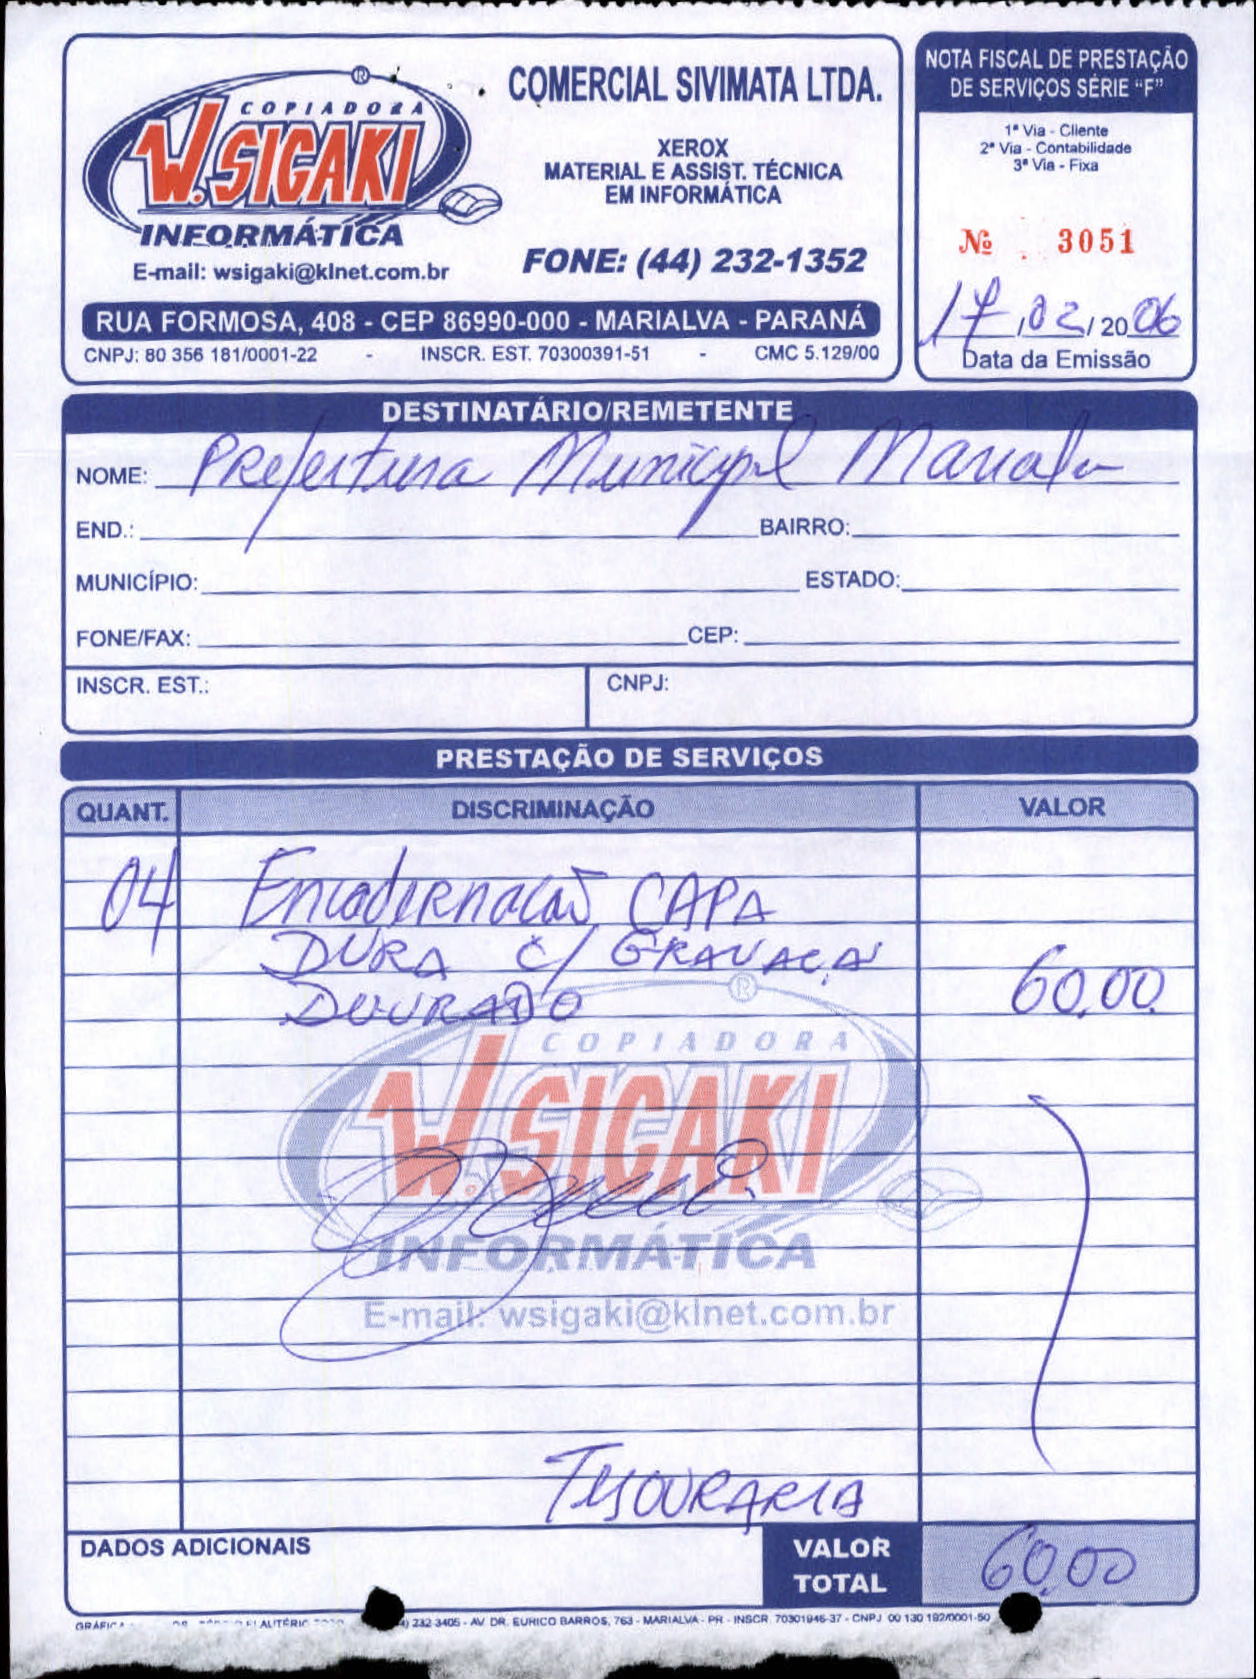 COPIADORA
W.SIGAKI
INFORMÁTICA
E-mail: wsigaki@klnet.com.br
COMERCIAL SIVIMATA LTDA.
XEROX
MATERIAL E ASSIST. TÉCNICA
EM INFORMÁTICA
FONE: (44) 232-1352
RUA FORMOSA, 408 - CEP 86990-000 - MARIALVA - PARANÁ
CNPJ: 80 356 181/0001-22 - INSCR. EST. 70300391-51 - CMC 5.129/00
NOTA FISCAL DE PRESTAÇÃO
DE SERVIÇOS SÉRIE “F”
1ª Via - Cliente
2ª Via - Contabilidade
3ª Via - Fixa
Nº 3051
17/02/2006
Data da Emissão
DESTINATÁRIO/REMETENTE
NOME: Prefeitura Municipal Marialva
END.: BAIRRO:
MUNICÍPIO: ESTADO:
FONE/FAX: CEP:
INSCR. EST.: CNPJ:
PRESTAÇÃO DE SERVIÇOS
QUANT. DISCRIMINAÇÃO VALOR
04 Encadernação CAPA
DURA C/ GRAVAÇÃO
DOURADO 60,00
COPIADORA
W.SIGAKI
INFORMÁTICA
E-mail: wsigaki@klnet.com.br
TESOURARIA
DADOS ADICIONAIS
VALOR
TOTAL 60,00
232 3405 - AV DR. EURICO BARROS, 763 - MARIALVA - PR - INSCR. 70301946-37 - CNPJ 00 130 192/0001-50